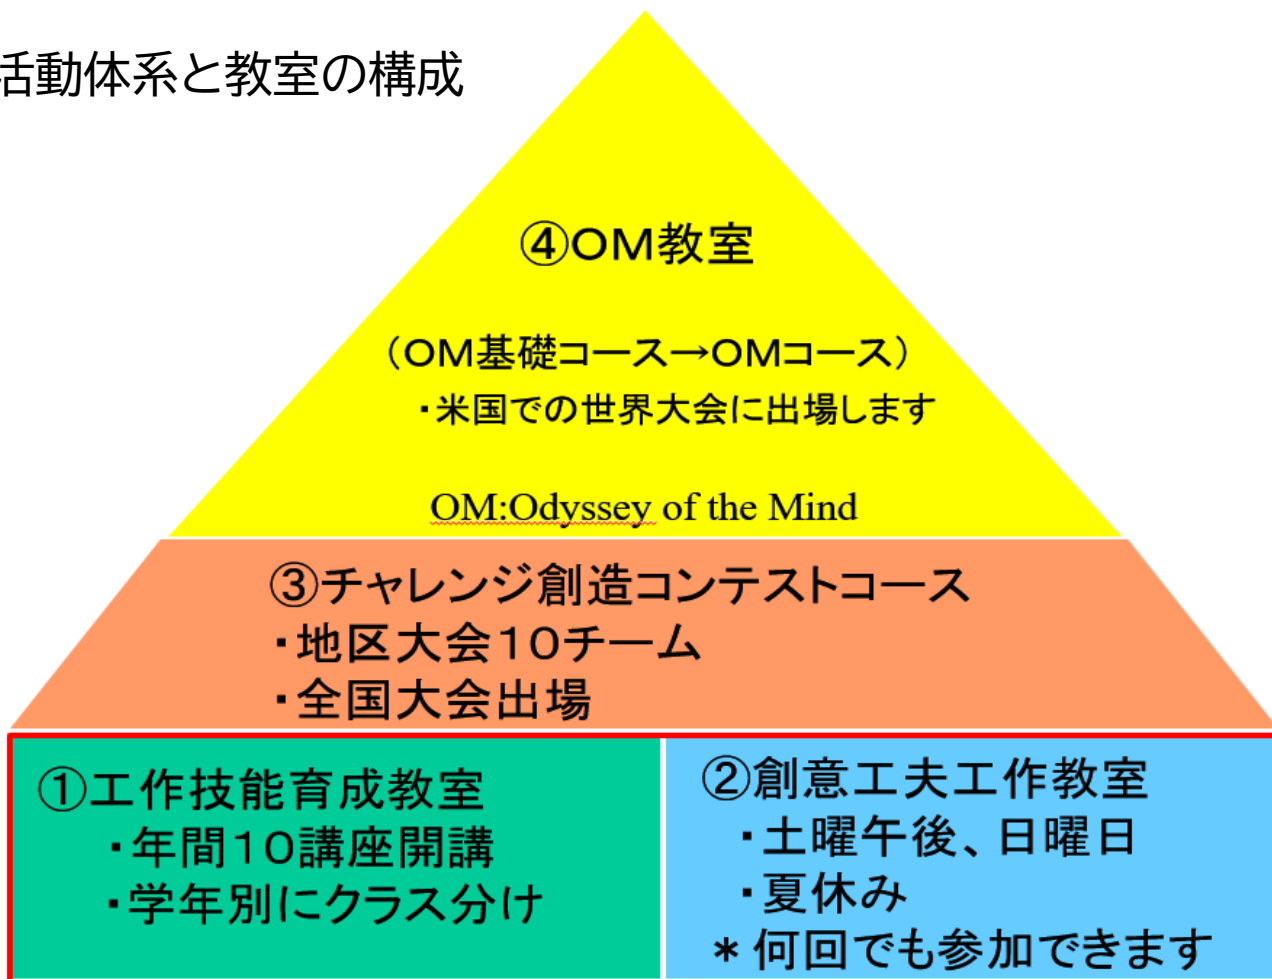 活動体系と教室の構成
④OM教室
（OM基礎コース→OMコース）
・米国での世界大会に出場します
OM:Odyssey of the Mind
③チャレンジ創造コンテストコース
・地区大会10チーム
・全国大会出場
①工作技能育成教室
・年間10講座開講
・学年別にクラス分け
②創意工夫工作教室
・土曜午後、日曜日
・夏休み
＊何回でも参加できます